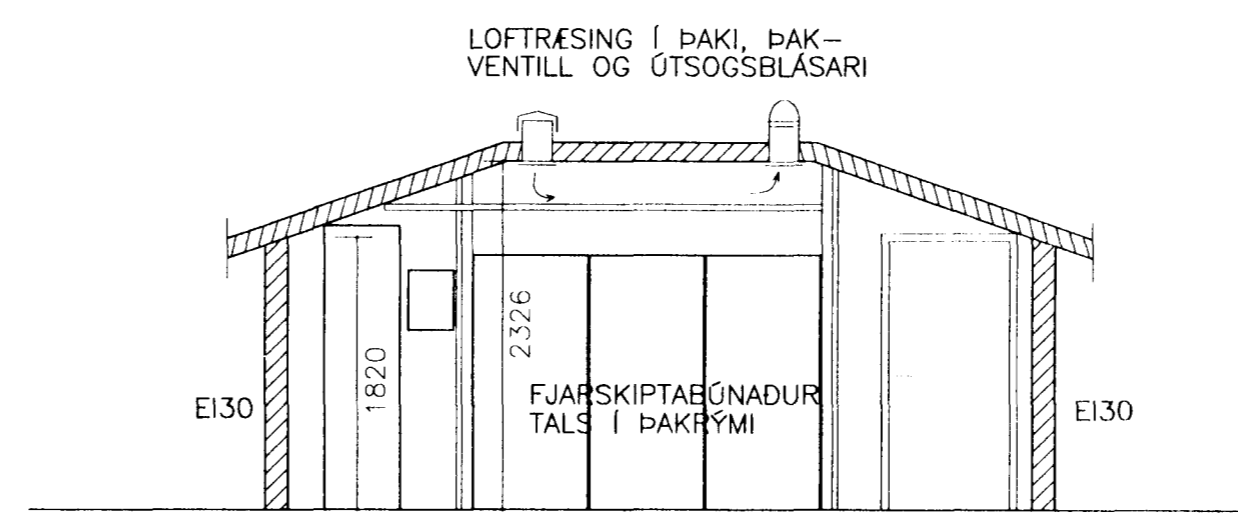 LOFTRÆSING Í ÞAKI, ÞAK–
VENTILL OG ÚTSOGSBLÁSARI
2326
1820
FJARSKIPTABÚNAÐUR
TALS Í ÞAKRÝMI
EI30
EI30